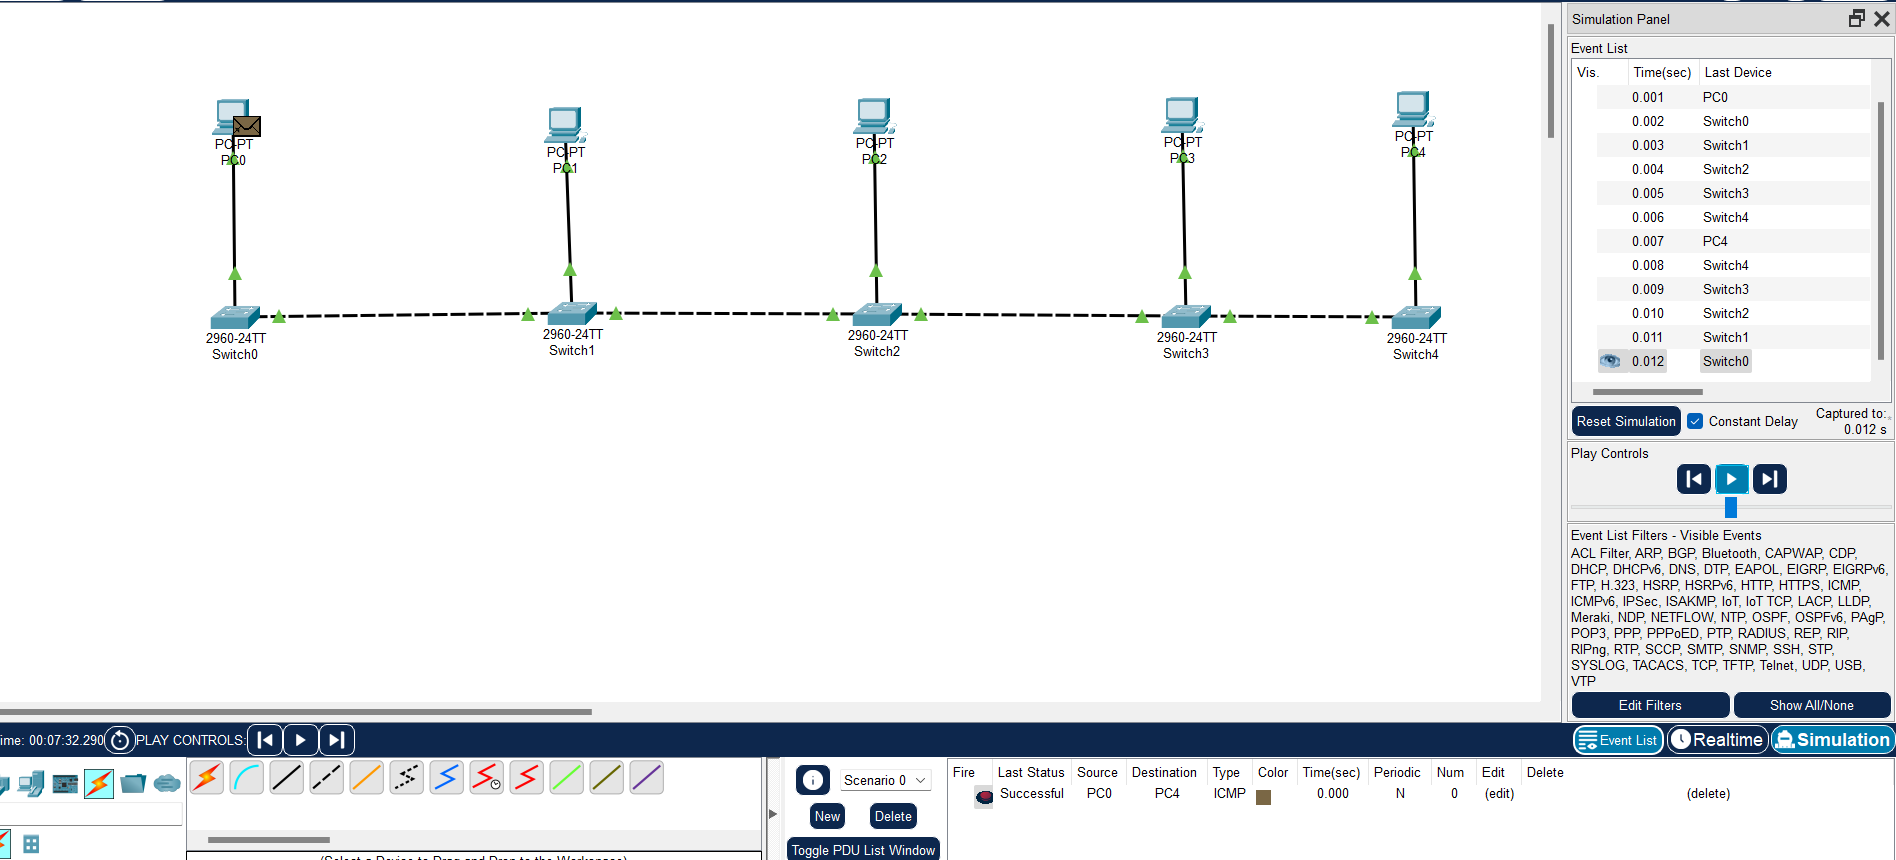 Simulation Panel
Event List
Vis. Time(sec) Last Device
0.001 PC0
0.002 Switch0
0.003 Switch1
0.004 Switch2
0.005 Switch3
0.006 Switch4
0.007 PC4
0.008 Switch4
0.009 Switch3
0.010 Switch2
0.011 Switch1
0.012 Switch0
Reset Simulation Constant Delay Captured to:
0.012 s
Play Controls
Event List Filters - Visible Events
ACL Filter, ARP, BGP, Bluetooth, CAPWAP, CDP,
DHCP, DHCPv6, DNS, DTP, EAPOL, EIGRP, EIGRPv6,
FTP, H.323, HSRP, HSRPv6, HTTP, HTTPS, ICMP,
ICMPv6, IPSec, ISAKMP, IoT, IoT TCP, LACP, LLDP,
Meraki, NDP, NETFLOW, NTP, OSPF, OSPFv6, PAgP,
POP3, PPP, PPPoED, PTP, RADIUS, REP, RIP,
RIPng, RTP, SCCP, SMTP, SNMP, SSH, STP,
SYSLOG, TACACS, TCP, TFTP, Telnet, UDP, USB,
VTP
Edit Filters Show All/None
Event List Realtime Simulation
PC-PT
PC0
PC-PT
PC1
PC-PT
PC2
PC-PT
PC3
PC-PT
PC4
2960-24TT
Switch0
2960-24TT
Switch1
2960-24TT
Switch2
2960-24TT
Switch3
2960-24TT
Switch4
ime: 00:07:32.290 PLAY CONTROLS:
Scenario 0
New Delete
Toggle PDU List Window
Fire Last Status Source Destination Type Color Time(sec) Periodic Num Edit Delete
Successful PC0 PC4 ICMP 0.000 N 0 (edit) (delete)
(Select a Device to Drag and Drop to the Workspace)